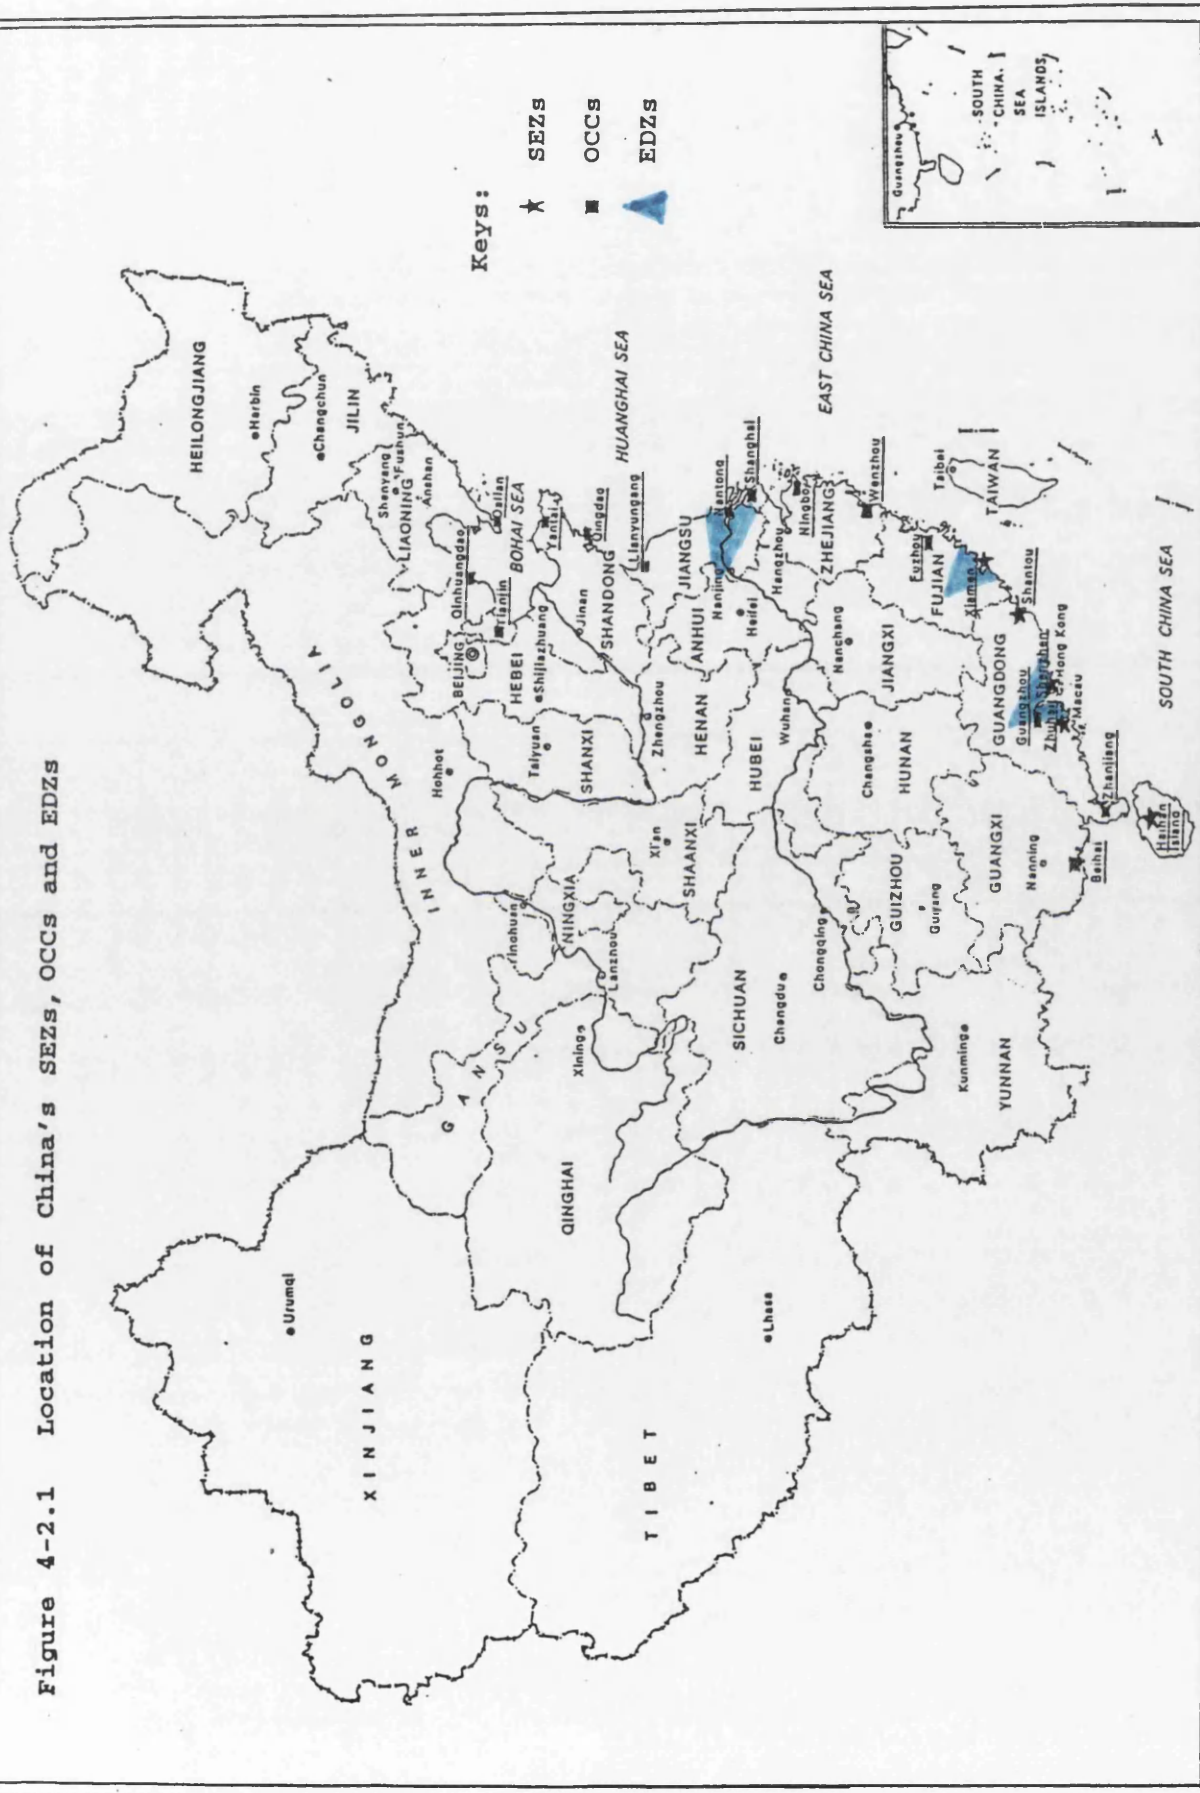 Figure 4-2.1 Location of China's SEZs, OCCs and EDZs
Keys:
SEZs
OCCs
EDZs
HEILONGJIANG
Harbin
Changchun
JILIN
Shenyang
Fushun
Anshan
LIAONING
Dalian
Qinhuangdao
BOHAI SEA
Tianjin
BEIJING
HEBEI
Shijiazhuang
Yantai
Qingdao
Jinan
SHANDONG
HUANGHAI SEA
Lianyungang
INNER MONGOLIA
Hohhot
Taiyuan
SHANXI
Zhengzhou
HENAN
JIANGSU
ANHUI
Nanjing
Hefei
Nantong
Shanghai
EAST CHINA SEA
Hangzhou
Ningbo
ZHEJIANG
Wenzhou
XINJIANG
Urumqi
GANSU
QINGHAI
Xining
Lanzhou
NINGXIA
Xi'an
SHAANXI
HUBEI
Wuhan
Nanchang
JIANGXI
Fuzhou
FUJIAN
Xiamen
Taibei
TAIWAN
TIBET
Lhasa
SICHUAN
Chengdu
Chongqing
Changsha
HUNAN
GUIZHOU
Guiyang
Kunming
YUNNAN
GUANGXI
Nanning
Beihai
GUANGDONG
Guangzhou
Shenzhen
Zhuhai
Hong Kong
Macau
Shantou
Zhanjiang
Hainan
Island
SOUTH CHINA SEA
Guangzhou
SOUTH
CHINA
SEA
ISLANDS